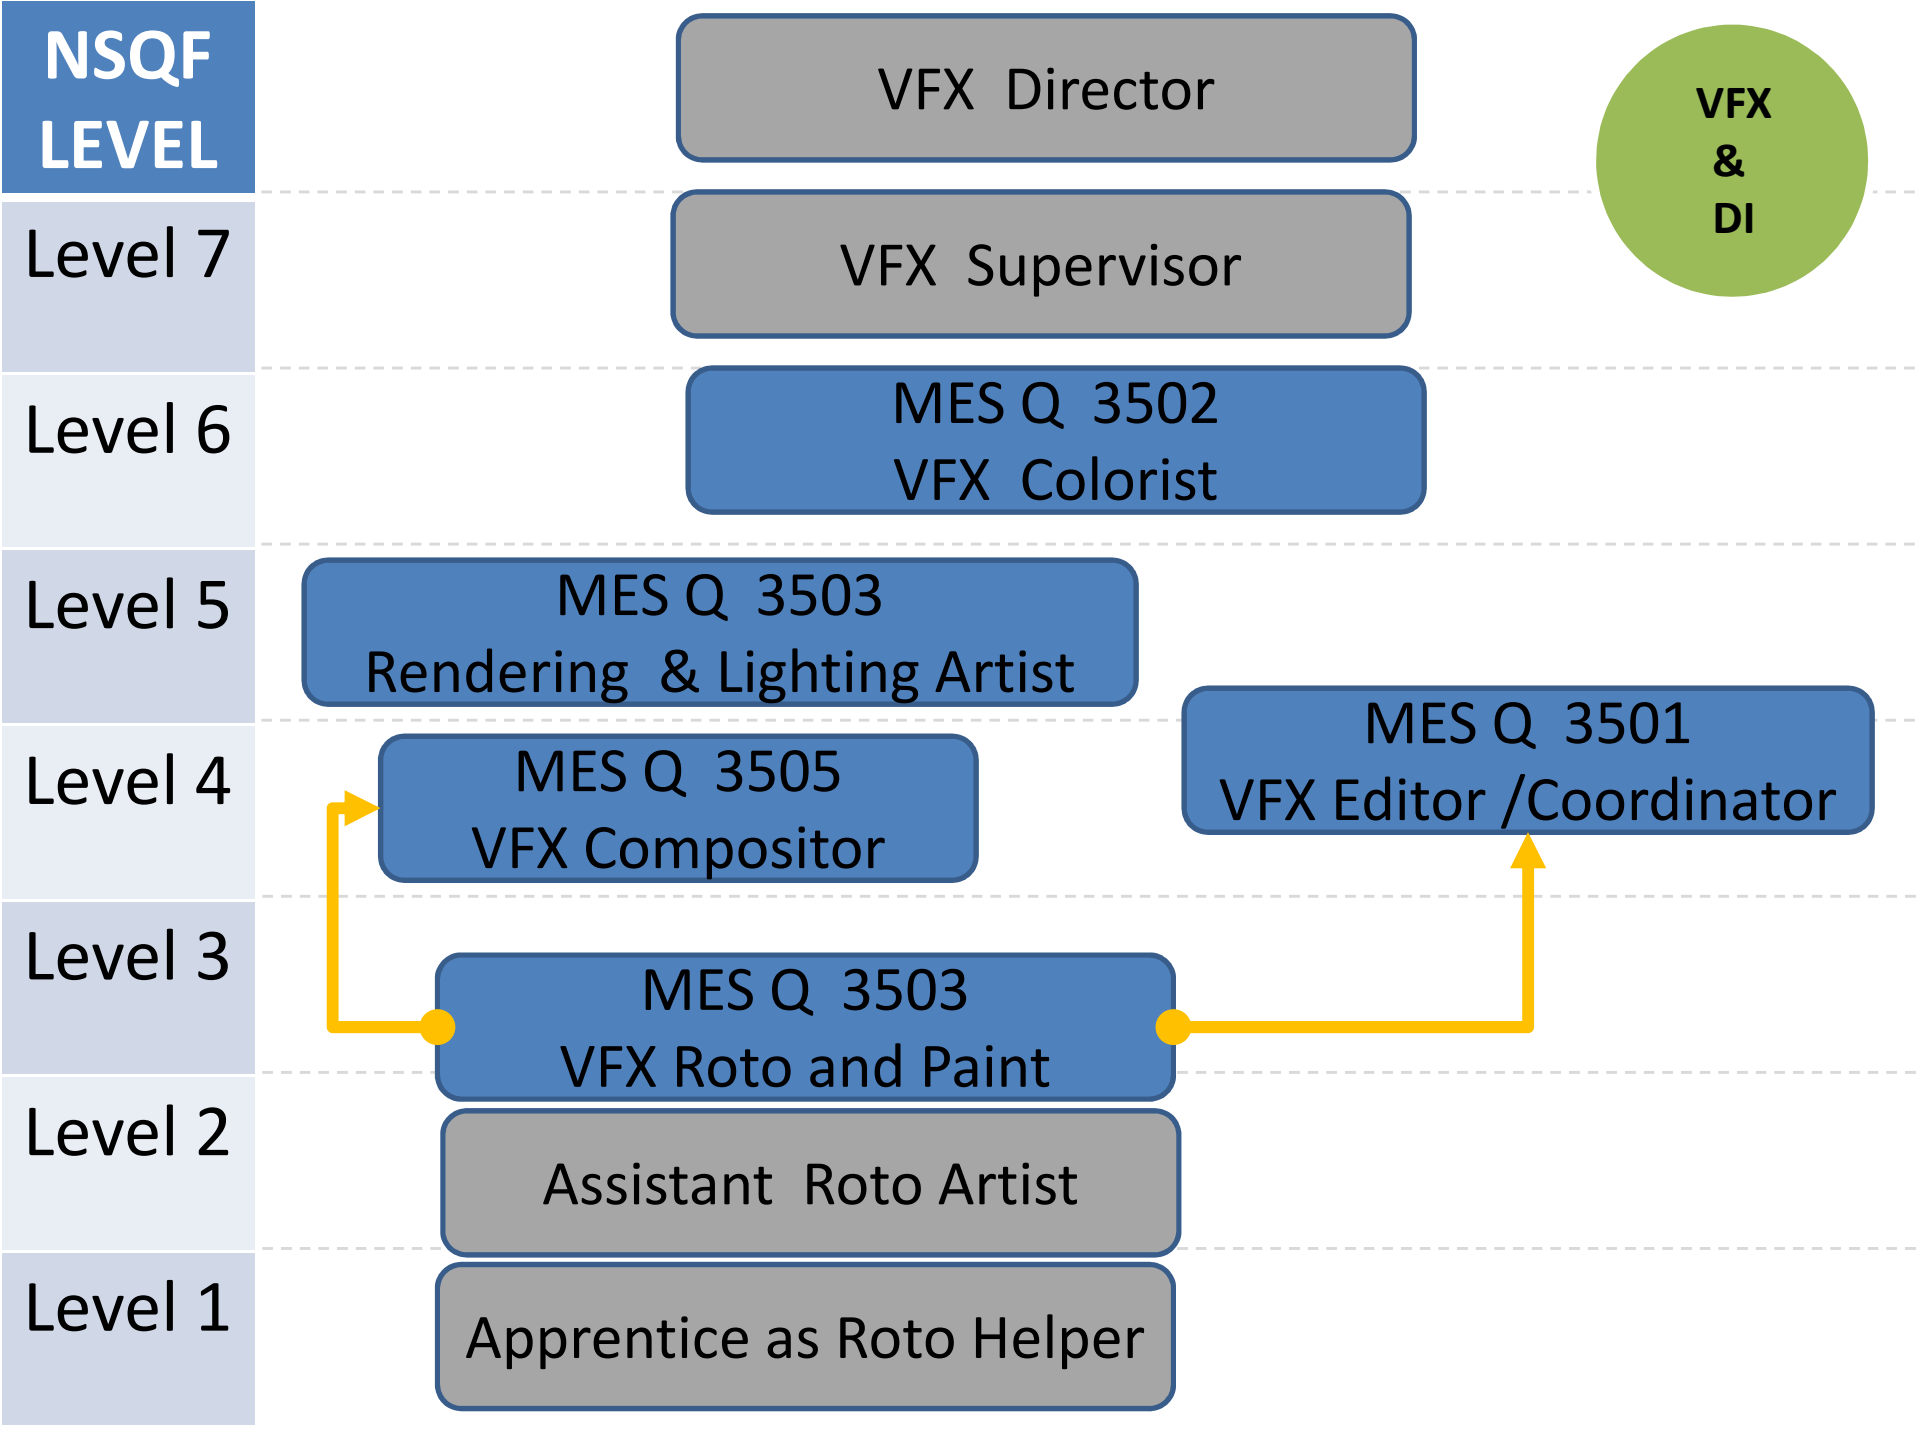 NSQF
LEVEL
VFX  Director
VFX
&
DI
Level 7
VFX  Supervisor
Level 6
MES Q  3502
VFX  Colorist
Level 5
MES Q  3503
Rendering  & Lighting Artist
Level 4
MES Q  3505
VFX Compositor
MES Q  3501
VFX Editor /Coordinator
Level 3
MES Q  3503
VFX Roto and Paint
Level 2
Assistant  Roto Artist
Level 1
Apprentice as Roto Helper